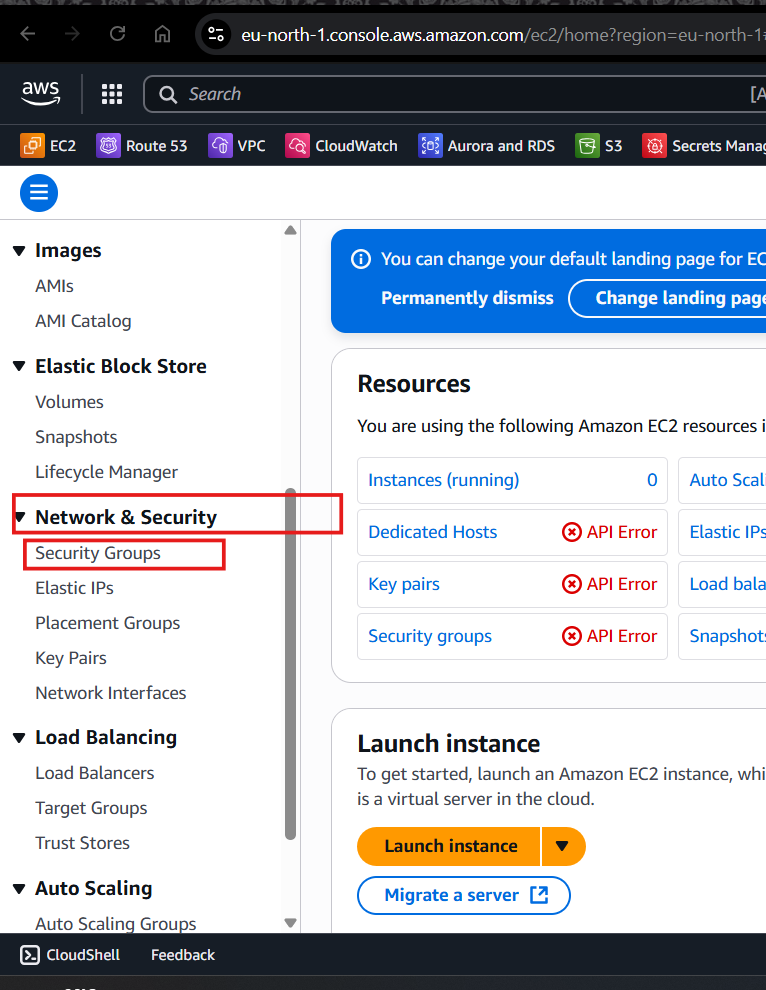 eu-north-1.console.aws.amazon.com/ec2/home?region=eu-north-1
aws
Search
[A
EC2
Route 53
VPC
CloudWatch
Aurora and RDS
S3
Secrets Manag
Images
AMIs
AMI Catalog
Elastic Block Store
Volumes
Snapshots
Lifecycle Manager
Network & Security
Security Groups
Elastic IPs
Placement Groups
Key Pairs
Network Interfaces
Load Balancing
Load Balancers
Target Groups
Trust Stores
Auto Scaling
Auto Scaling Groups
You can change your default landing page for EC
Permanently dismiss
Change landing page
Resources
You are using the following Amazon EC2 resources i
Instances (running) 0
Auto Scali
Dedicated Hosts API Error
Elastic IPs
Key pairs API Error
Load bala
Security groups API Error
Snapshots
Launch instance
To get started, launch an Amazon EC2 instance, whi
is a virtual server in the cloud.
Launch instance
Migrate a server
CloudShell
Feedback